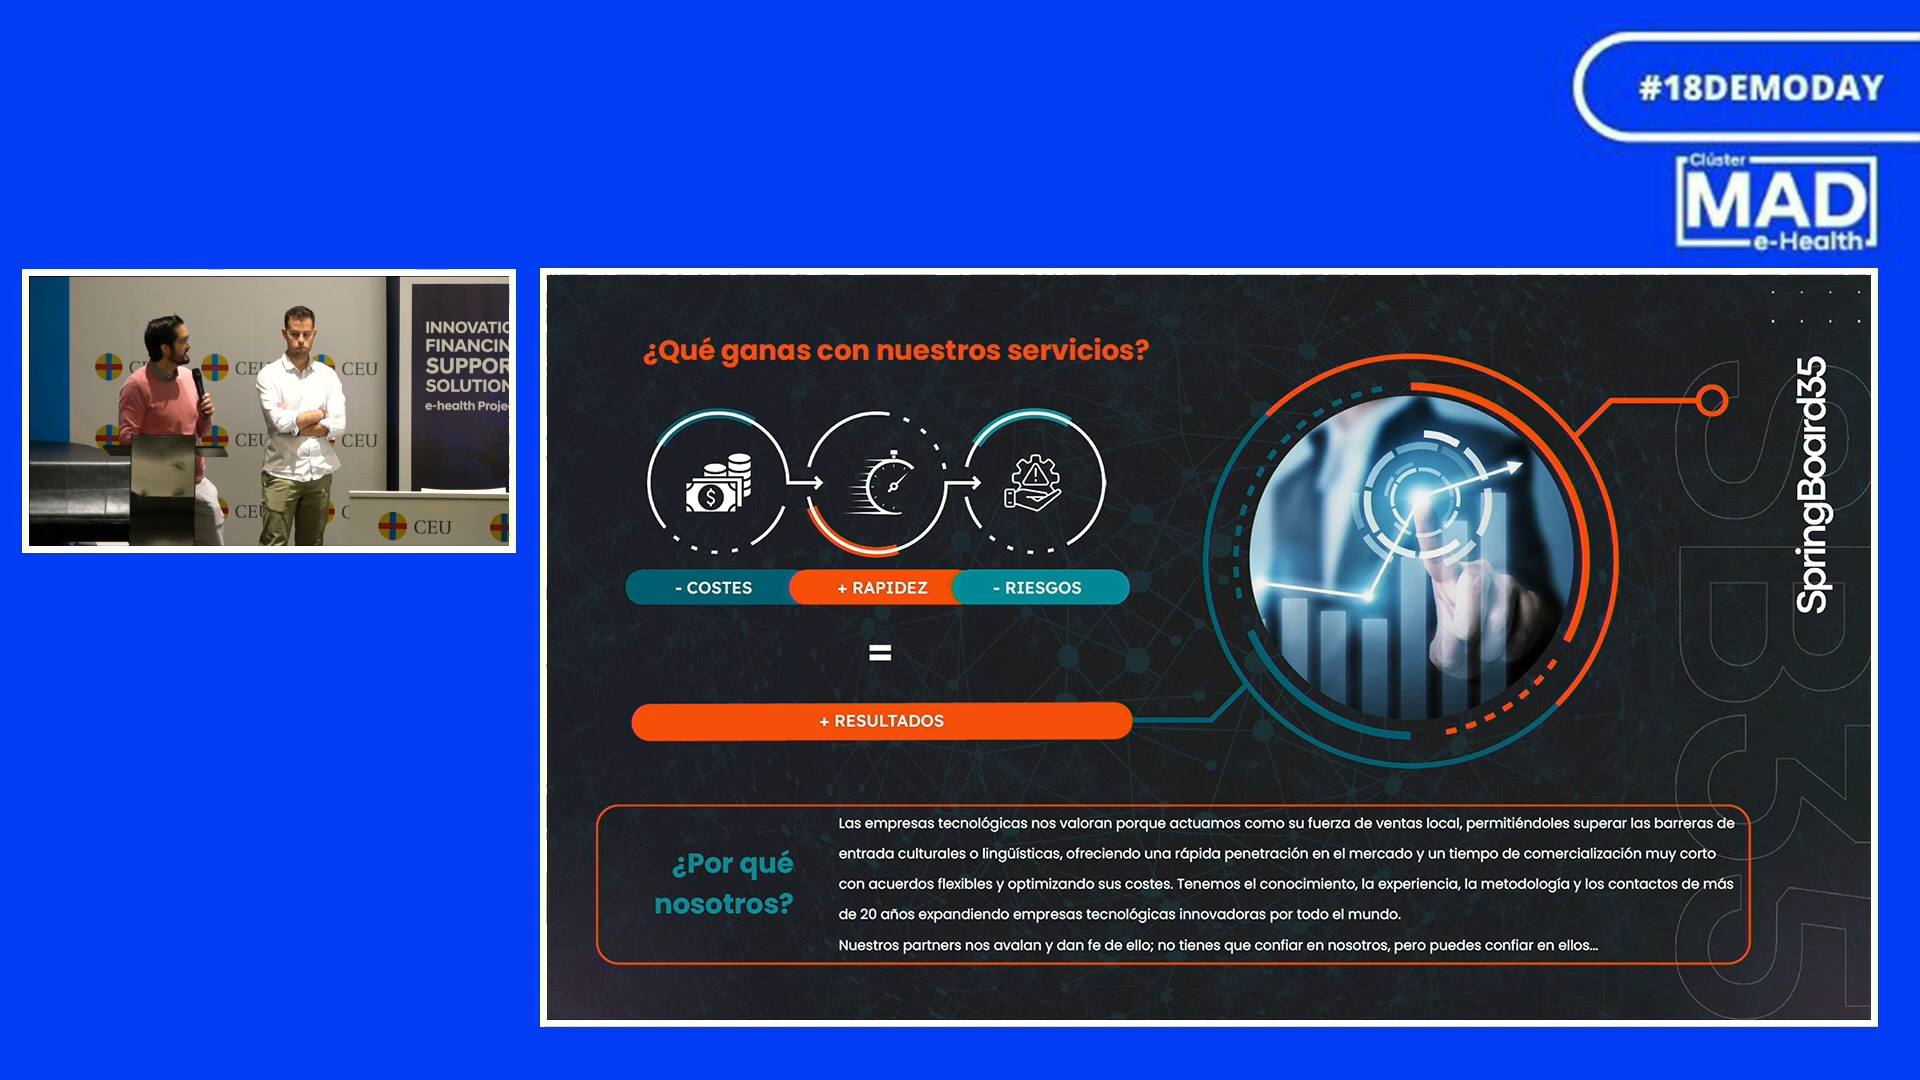 #18DEMODAY
Clúster
MAD
e-Health
INNOVATIO
FINANCIN
SUPPOR
SOLUTION
e-health Proje
CEU
CEU
CEU
CEU
CEU
CEU
¿Qué ganas con nuestros servicios?
- COSTES
+ RAPIDEZ
- RIESGOS
=
+ RESULTADOS
SpringBoard35
SB35
¿Por qué
nosotros?
Las empresas tecnológicas nos valoran porque actuamos como su fuerza de ventas local, permitiéndoles superar las barreras de
entrada culturales o lingüísticas, ofreciendo una rápida penetración en el mercado y un tiempo de comercialización muy corto
con acuerdos flexibles y optimizando sus costes. Tenemos el conocimiento, la experiencia, la metodología y los contactos de más
de 20 años expandiendo empresas tecnológicas innovadoras por todo el mundo.
Nuestros partners nos avalan y dan fe de ello; no tienes que confiar en nosotros, pero puedes confiar en ellos...